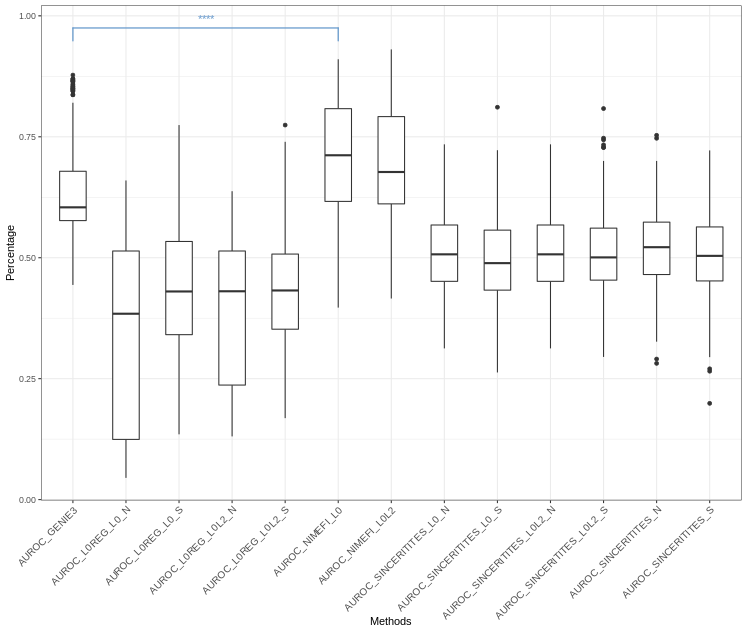 ****
1.00
0.75
0.50
0.25
0.00
Percentage
AUROC_GENIE3
AUROC_L0REG_L0_N
AUROC_L0REG_L0_S
AUROC_L0REG_L0L2_N
AUROC_L0REG_L0L2_S
AUROC_NIMEFI_L0
AUROC_NIMEFI_L0L2
AUROC_SINCERITITES_L0_N
AUROC_SINCERITITES_L0_S
AUROC_SINCERITITES_L0L2_N
AUROC_SINCERITITES_L0L2_S
AUROC_SINCERITITES_N
AUROC_SINCERITITES_S
Methods